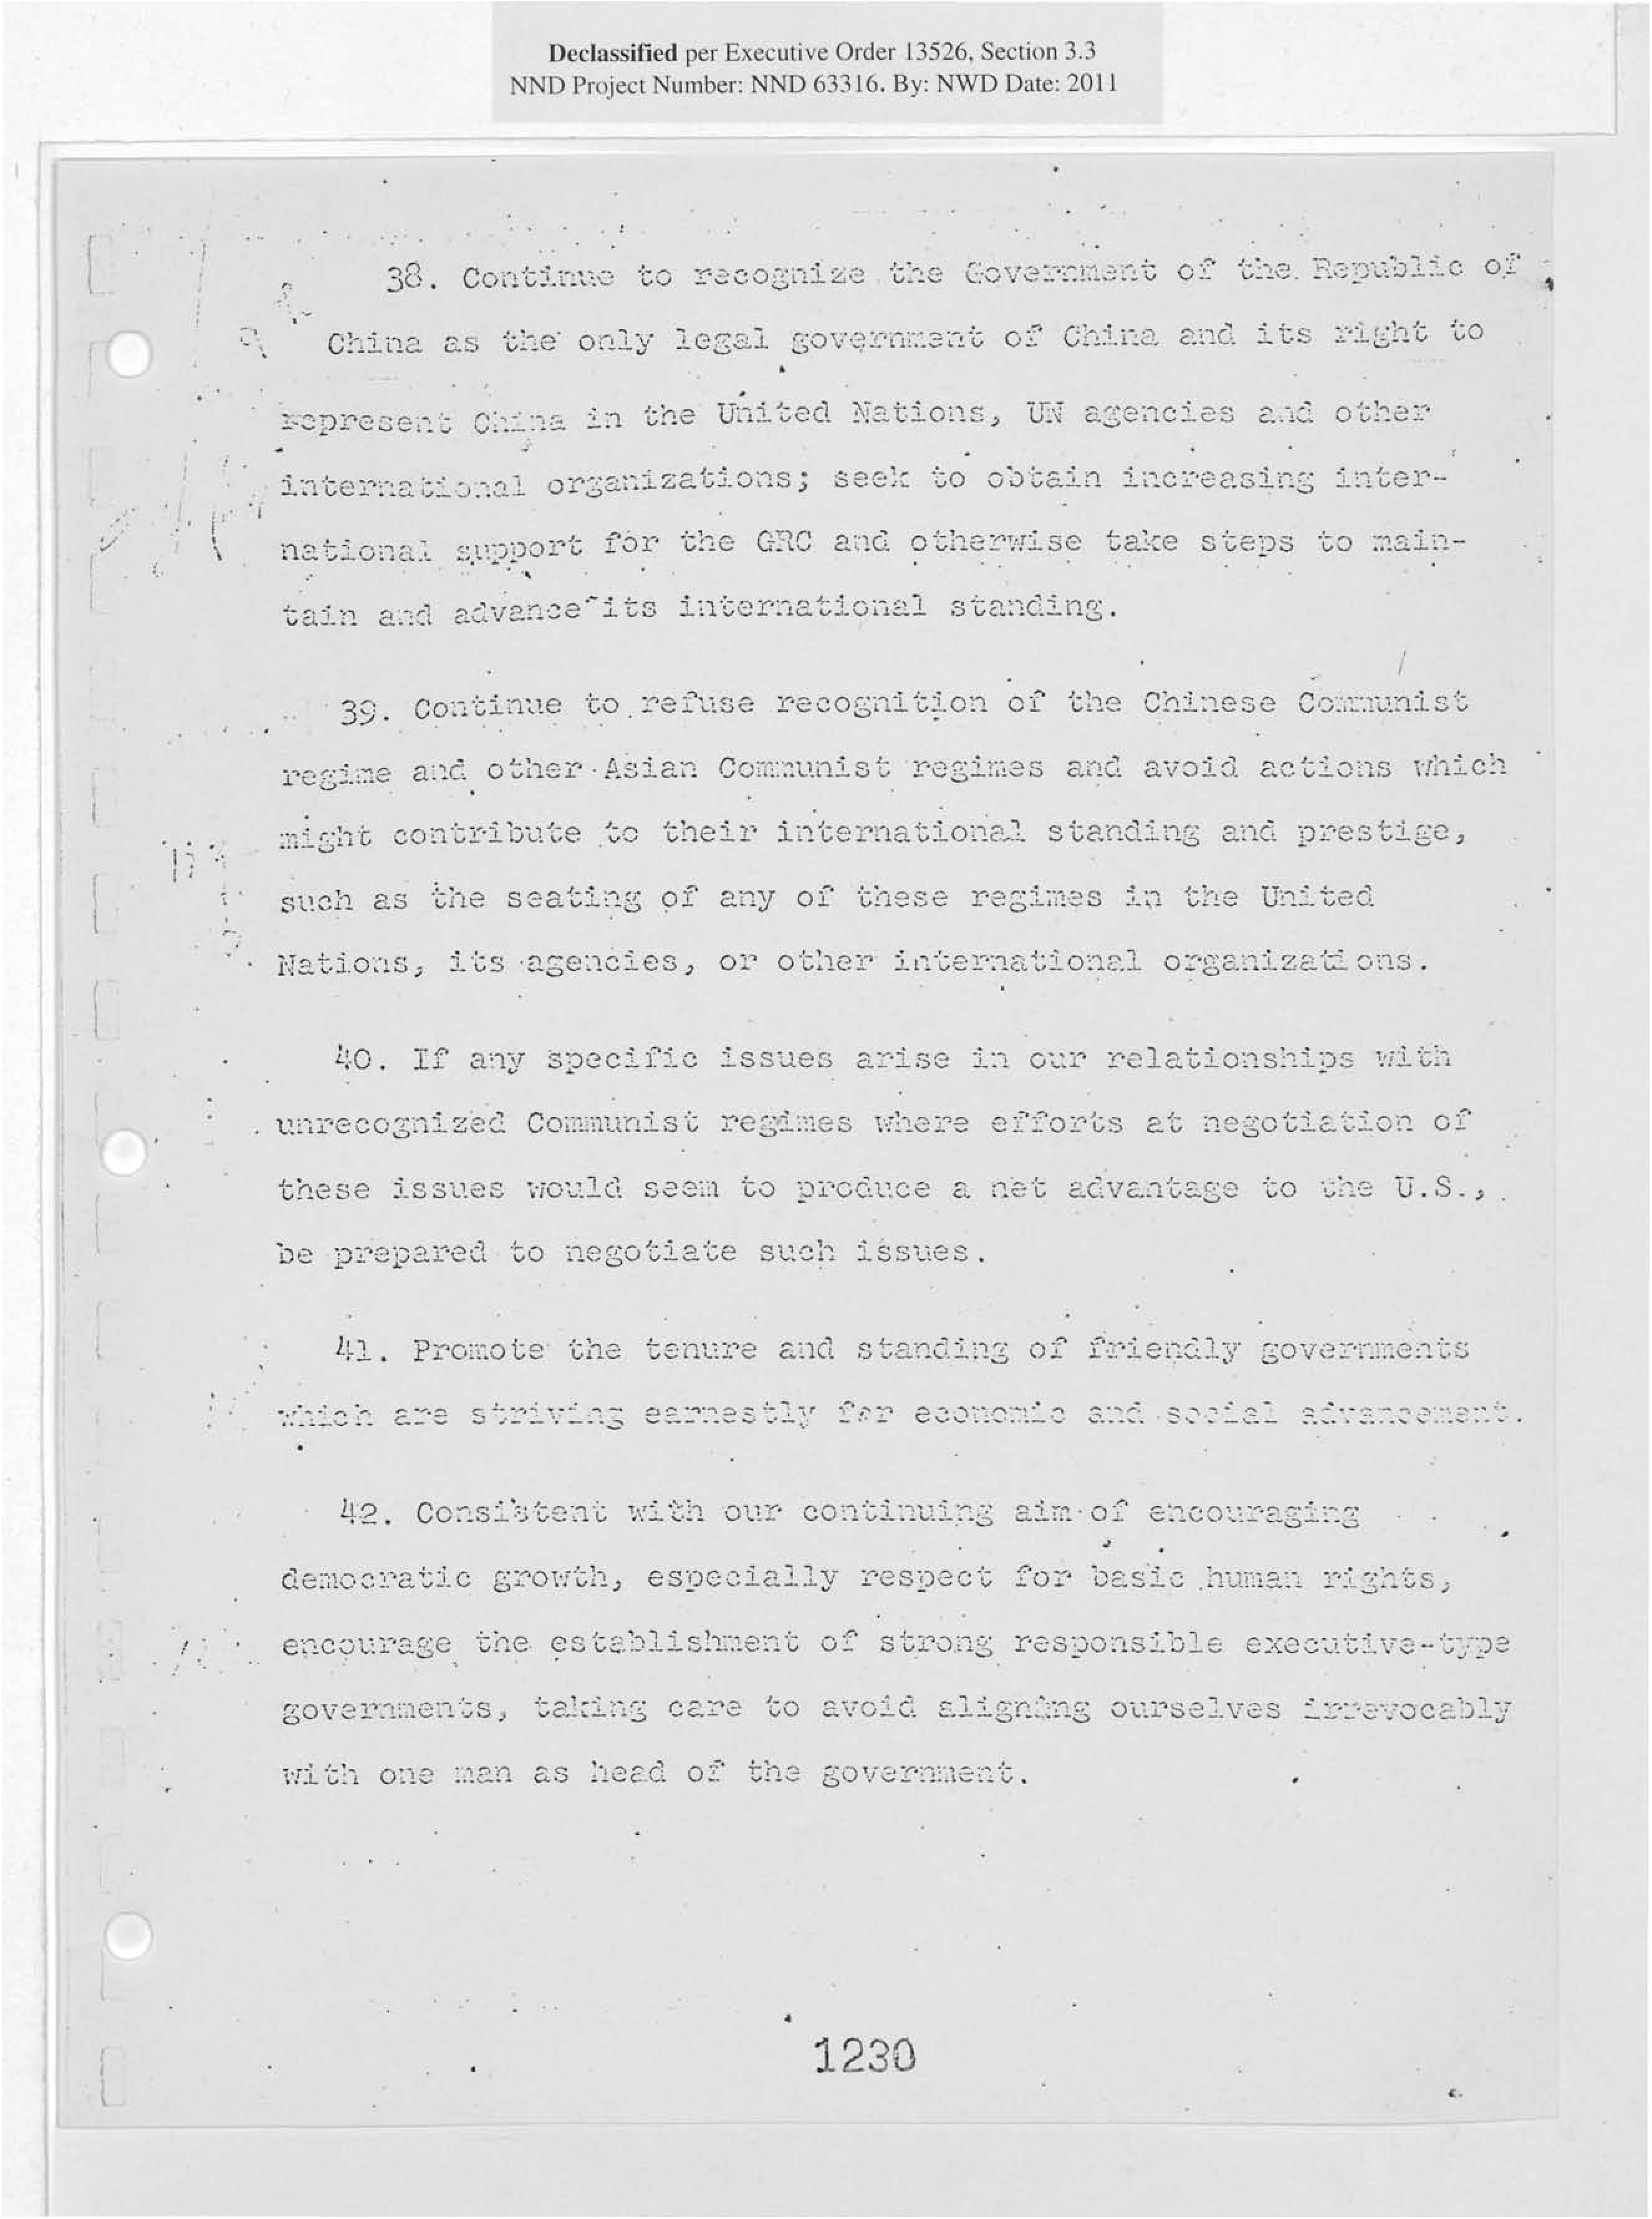 Declassified per Executive Order 13526, Section 3.3
NND Project Number: NND 63316. By: NWD Date: 2011
38. Continue to recognize the Government of the Republic of
China as the only legal government of China and its right to
represent China in the United Nations, UN agencies and other
international organizations; seek to obtain increasing inter-
national support for the GRC and otherwise take steps to main-
tain and advance its international standing.
39. Continue to refuse recognition of the Chinese Communist
regime and other Asian Communist regimes and avoid actions which
might contribute to their international standing and prestige,
such as the seating of any of these regimes in the United
Nations, its agencies, or other international organizations.
40. If any specific issues arise in our relationships with
unrecognized Communist regimes where efforts at negotiation of
these issues would seem to produce a net advantage to the U.S.,
be prepared to negotiate such issues.
41. Promote the tenure and standing of friendly governments
which are striving earnestly for economic and social advancement.
42. Consistent with our continuing aim of encouraging
democratic growth, especially respect for basic human rights,
encourage the establishment of strong responsible executive-type
governments, taking care to avoid aligning ourselves irrevocably
with one man as head of the government.
1230